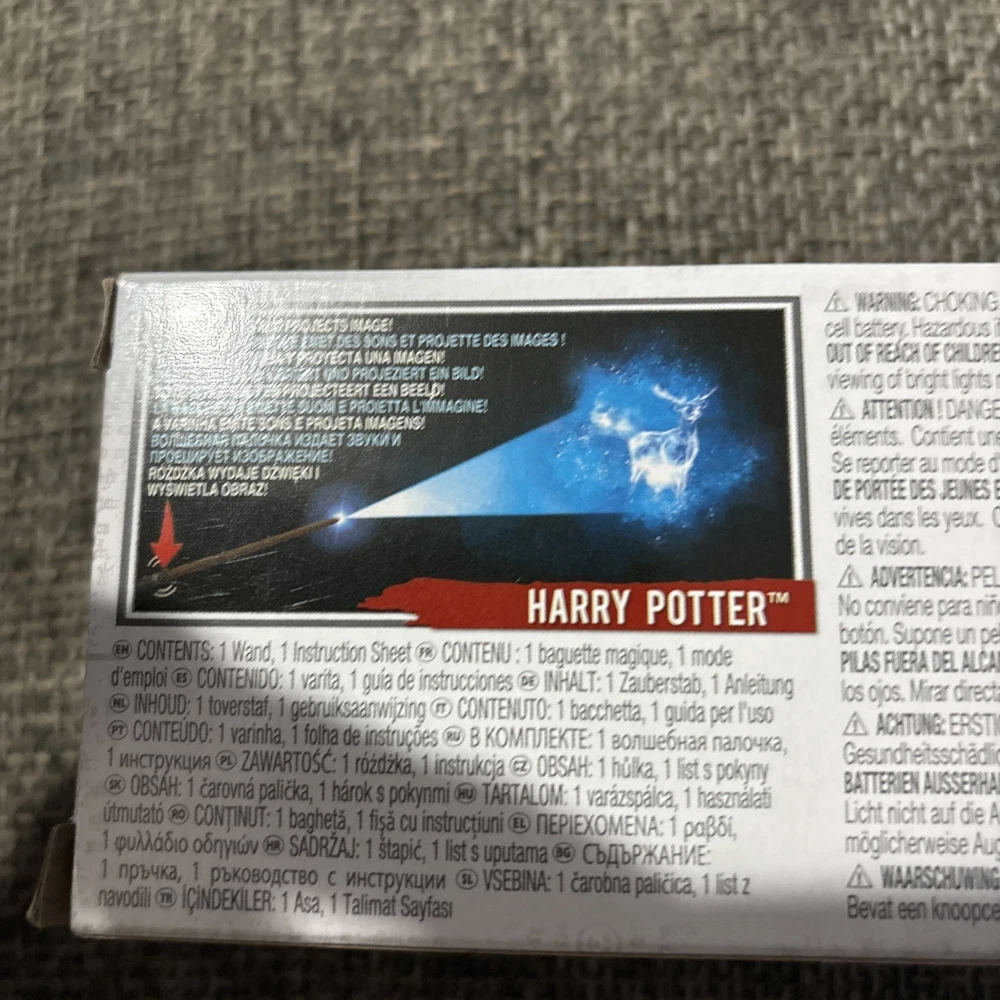 PROJECTS IMAGE!
ÉMET DES SONS ET PROJETTE DES IMAGES !
Y PROYECTA UNA IMAGEN!
UND PROJEZIERT EIN BILD!
PROJECTEERT EEN BEELD!
SUONI E PROIETTA L'IMMAGINE!
A VARINHA EMITE SONS E PROJETA IMAGENS!
ВОЛШЕБНАЯ ПАЛОЧКА ИЗДАЕТ ЗВУКИ И
ПРОЕЦИРУЕТ ИЗОБРАЖЕНИЕ!
RÓŻDŻKA WYDAJE DŹWIĘKI I
WYŚWIETLA OBRAZ!
HARRY POTTER™
EN CONTENTS: 1 Wand, 1 Instruction Sheet FR CONTENU : 1 baguette magique, 1 mode
d'emploi ES CONTENIDO: 1 varita, 1 guía de instrucciones DE INHALT: 1 Zauberstab, 1 Anleitung
NL INHOUD: 1 toverstaf, 1 gebruiksaanwijzing IT CONTENUTO: 1 bacchetta, 1 guida per l'uso
PT CONTEÚDO: 1 varinha, 1 folha de instruções RU В КОМПЛЕКТЕ: 1 волшебная палочка,
1 инструкция PL ZAWARTOŚĆ: 1 różdżka, 1 instrukcja CZ OBSAH: 1 hůlka, 1 list s pokyny
SK OBSAH: 1 čarovná palička, 1 hárok s pokynmi HU TARTALOM: 1 varázspálca, 1 használati
útmutató RO CONȚINUT: 1 baghetă, 1 fișă cu instrucțiuni EL ΠΕΡΙΕΧΟΜΕΝΑ: 1 ραβδί,
1 φυλλάδιο οδηγιών HR SADRŽAJ: 1 štapić, 1 list s uputama BG СЪДЪРЖАНИЕ:
1 пръчка, 1 ръководство с инструкции SL VSEBINA: 1 čarobna paličica, 1 list z
navodili TR İÇİNDEKİLER: 1 Asa, 1 Talimat Sayfası
⚠ WARNING: CHOKING
cell battery. Hazardous
OUT OF REACH OF CHILDRE
viewing of bright lights
⚠ ATTENTION ! DANGE
éléments. Contient un
Se reporter au mode d'
DE PORTÉE DES JEUNES
vives dans les yeux.
de la vision.
⚠ ADVERTENCIA: PEL
No conviene para niñ
botón. Supone un pe
PILAS FUERA DEL ALCA
los ojos. Mirar direct
⚠ ACHTUNG: ERSTI
Gesundheitsschädlic
BATTERIEN AUSSERHA
Licht nicht auf die A
möglicherweise Aug
⚠ WAARSCHUWING
Bevat een knoopce